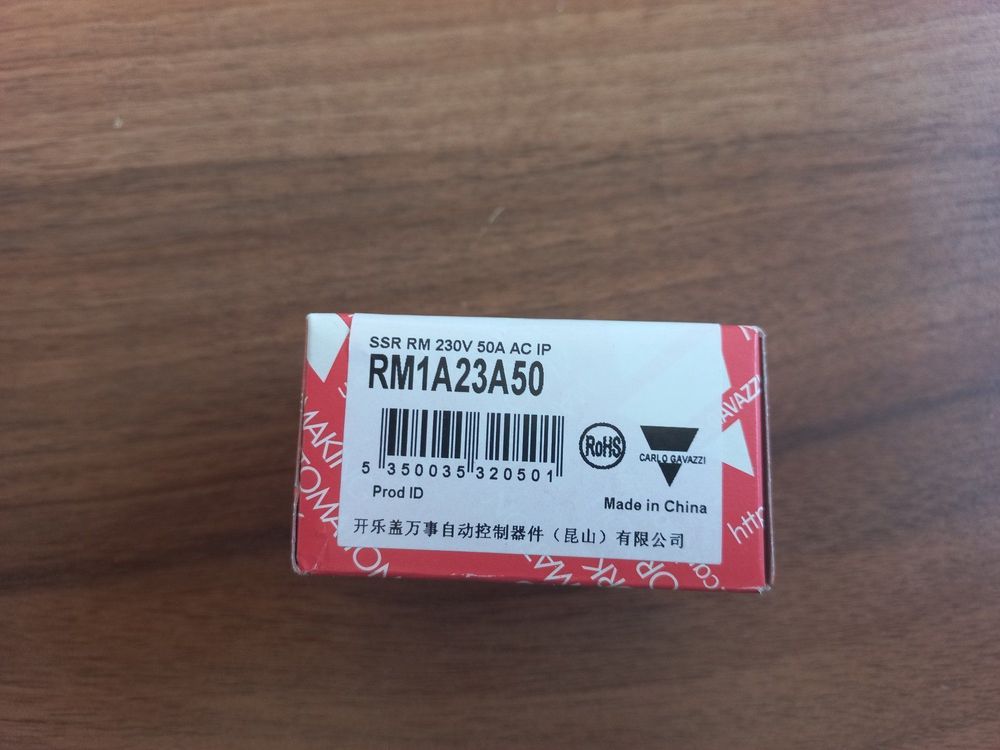 SSR RM 230V 50A AC IP
RM1A23A50
5 350035 320501
RoHS
CARLO GAVAZZI
Prod ID
Made in China
开乐盖万事自动控制器件（昆山）有限公司